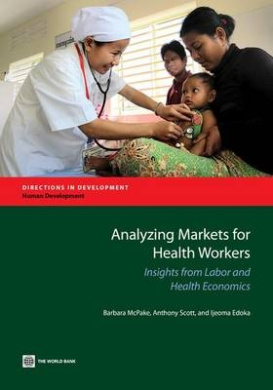 DIRECTIONS IN DEVELOPMENT
Human Development
Analyzing Markets for
Health Workers
Insights from Labor and
Health Economics
Barbara McPake, Anthony Scott, and Ijeoma Edoka
THE WORLD BANK